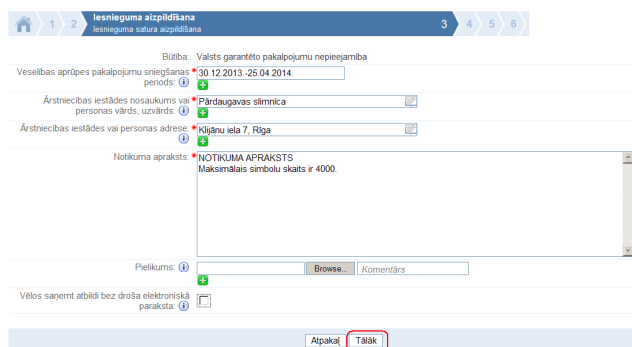 1 2 Iesnieguma aizpildīšana 3 4 5 6
Iesnieguma satura aizpildīšana
Būtība: Valsts garantēto pakalpojumu nepieejamība
Veselības aprūpes pakalpojumu sniegšanas * 30.12.2013.-25.04.2014.
periods:
Ārstniecības iestādes nosaukums vai * Pārdaugavas slimnīca
personas vārds, uzvārds:
Ārstniecības iestādes vai personas adrese: * Klijānu iela 7, Rīga
Notikuma apraksts: * NOTIKUMA APRAKSTS
Maksimālais simbolu skaits ir 4000.
Pielikums: Browse... Komentārs
Vēlos saņemt atbildi bez droša elektroniskā
paraksta:
Atpakaļ Tālāk